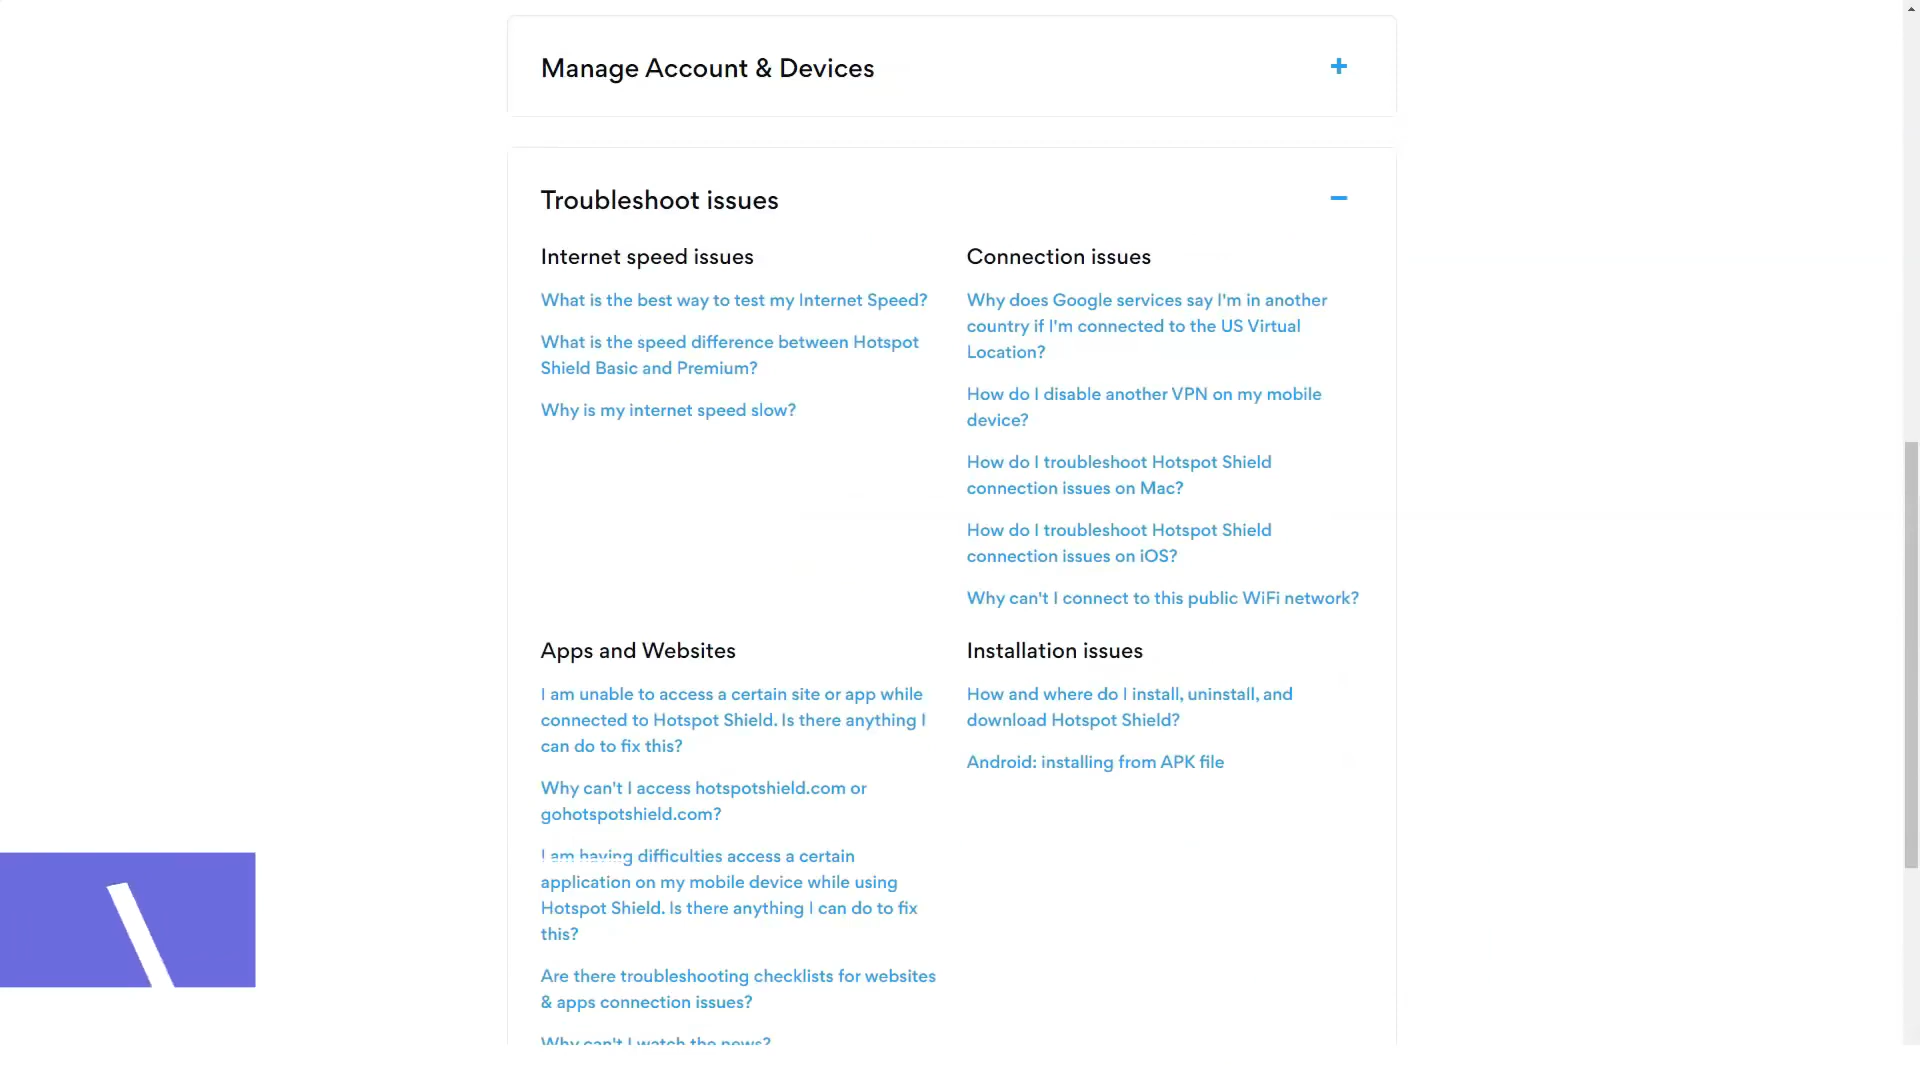 Manage Account & Devices
Troubleshoot issues
Internet speed issues
What is the best way to test my Internet Speed?
What is the speed difference between Hotspot
Shield Basic and Premium?
Why is my internet speed slow?
Connection issues
Why does Google services say I'm in another
country if I'm connected to the US Virtual
Location?
How do I disable another VPN on my mobile
device?
How do I troubleshoot Hotspot Shield
connection issues on Mac?
How do I troubleshoot Hotspot Shield
connection issues on iOS?
Why can't I connect to this public WiFi network?
Apps and Websites
I am unable to access a certain site or app while
connected to Hotspot Shield. Is there anything I
can do to fix this?
Why can't I access hotspotshield.com or
gohotspotshield.com?
I am having difficulties access a certain
application on my mobile device while using
Hotspot Shield. Is there anything I can do to fix
this?
Are there troubleshooting checklists for websites
& apps connection issues?
Why can't I watch the news?
Installation issues
How and where do I install, uninstall, and
download Hotspot Shield?
Android: installing from APK file